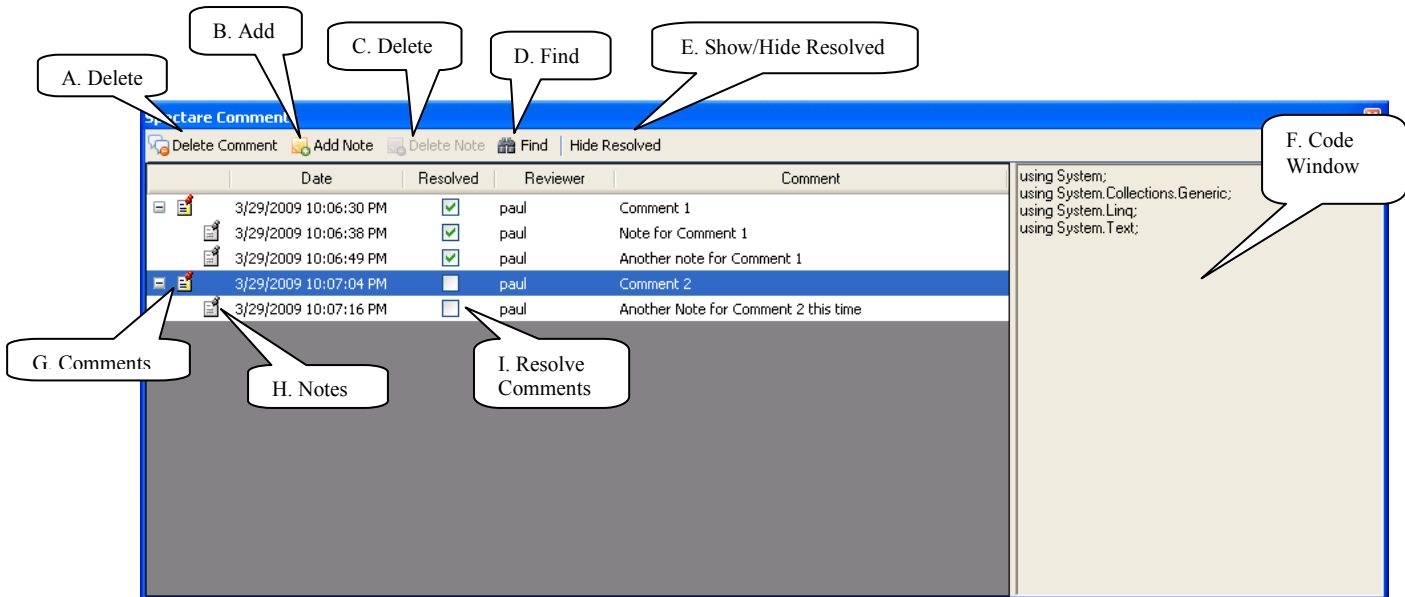 B. Add
C. Delete
D. Find
E. Show/Hide Resolved
A. Delete
Spectare Comment
Delete Comment Add Note Delete Note Find Hide Resolved
F. Code
Window
Date Resolved Reviewer Comment
3/29/2009 10:06:30 PM paul Comment 1
3/29/2009 10:06:38 PM paul Note for Comment 1
3/29/2009 10:06:49 PM paul Another note for Comment 1
3/29/2009 10:07:04 PM paul Comment 2
3/29/2009 10:07:16 PM paul Another Note for Comment 2 this time
using System;
using System.Collections.Generic;
using System.Linq;
using System.Text;
G. Comments
H. Notes
I. Resolve
Comments